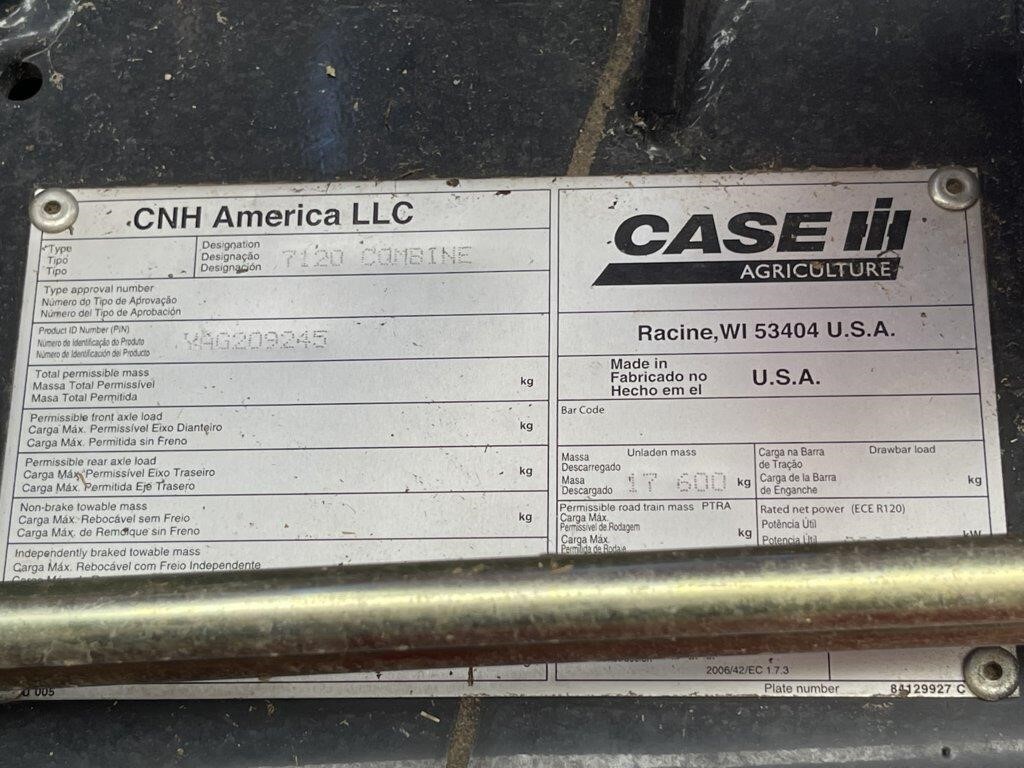 CNH America LLC
Type
Tipo
Tipo
Designation
Designação
Designación
7120 COMBINE
Type approval number
Número do Tipo de Aprovação
Número del Tipo de Aprobación
Product ID Number (PIN)
Número de Identificação do Produto
Número de Identificación del Producto
YAG209245
Total permissible mass
Massa Total Permissível
Masa Total Permitida
kg
Permissible front axle load
Carga Máx. Permissível Eixo Dianteiro
Carga Máx. Permitida sin Freno
kg
Permissible rear axle load
Carga Máx. Permissível Eixo Traseiro
Carga Máx. Permitida Eje Trasero
kg
Non-brake towable mass
Carga Máx. Rebocável sem Freio
Carga Máx. de Remolque sin Freno
kg
Independently braked towable mass
Carga Máx. Rebocável com Freio Independente
CASE IH
AGRICULTURE
Racine, WI 53404 U.S.A.
Made in
Fabricado no
Hecho em el
U.S.A.
Bar Code
Massa
Descarregado
Masa
Descargado
Unladen mass
17 600 kg
Carga na Barra
de Tração
Carga de la Barra
de Enganche
Drawbar load
kg
Permissible road train mass PTRA
Carga Máx.
Permissível de Rodagem
Carga Máx.
Permitida de Rodaje
kg
Rated net power (ECE R120)
Potência Útil
Potencia Útil
kW
2006/42/EC 1.7.3
005
Plate number
84129927 C